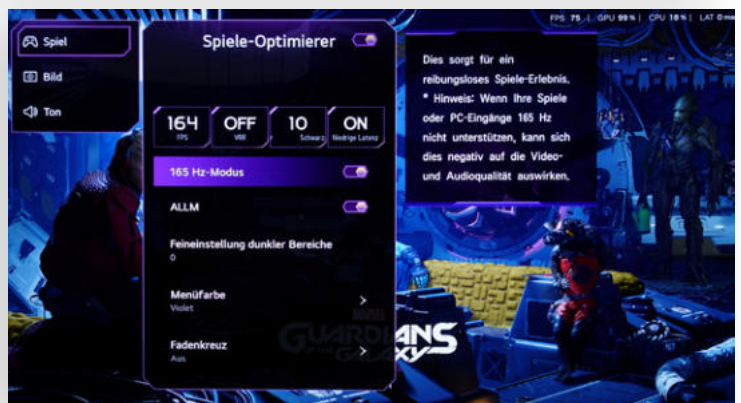 FPS 75 | GPU 99 % | CPU 18 % | LAT 0 ms
Spiel
Bild
Ton
Spiele-Optimierer
164
FPS
OFF
VRR
10
Schwarz
ON
Niedrige Latenz
165 Hz-Modus
ALLM
Feineinstellung dunkler Bereiche
0
Menüfarbe
Violet
Fadenkreuz
Aus
Dies sorgt für ein
reibungsloses Spiele-Erlebnis.
* Hinweis: Wenn Ihre Spiele
oder PC-Eingänge 165 Hz
nicht unterstützen, kann sich
dies negativ auf die Video-
und Audioqualität auswirken.
MARVEL
GUARDIANS
GALAXY